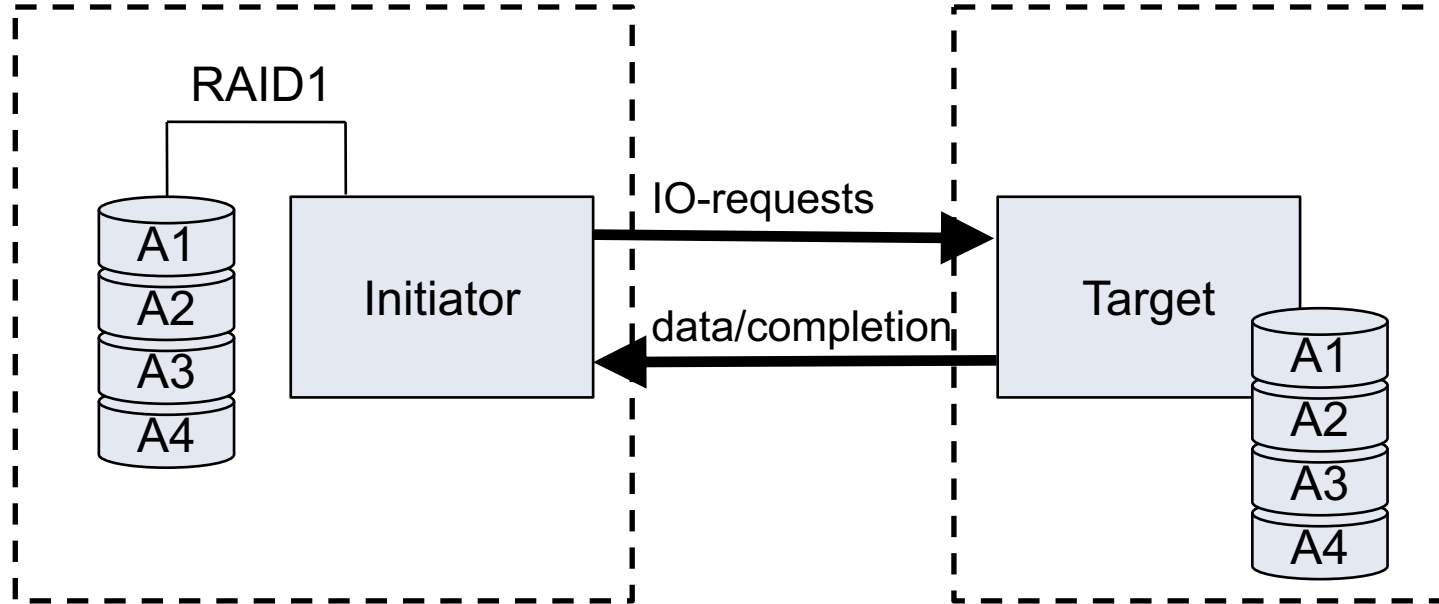 RAID1
A1
A2
A3
A4
Initiator
IO-requests
data/completion
Target
A1
A2
A3
A4